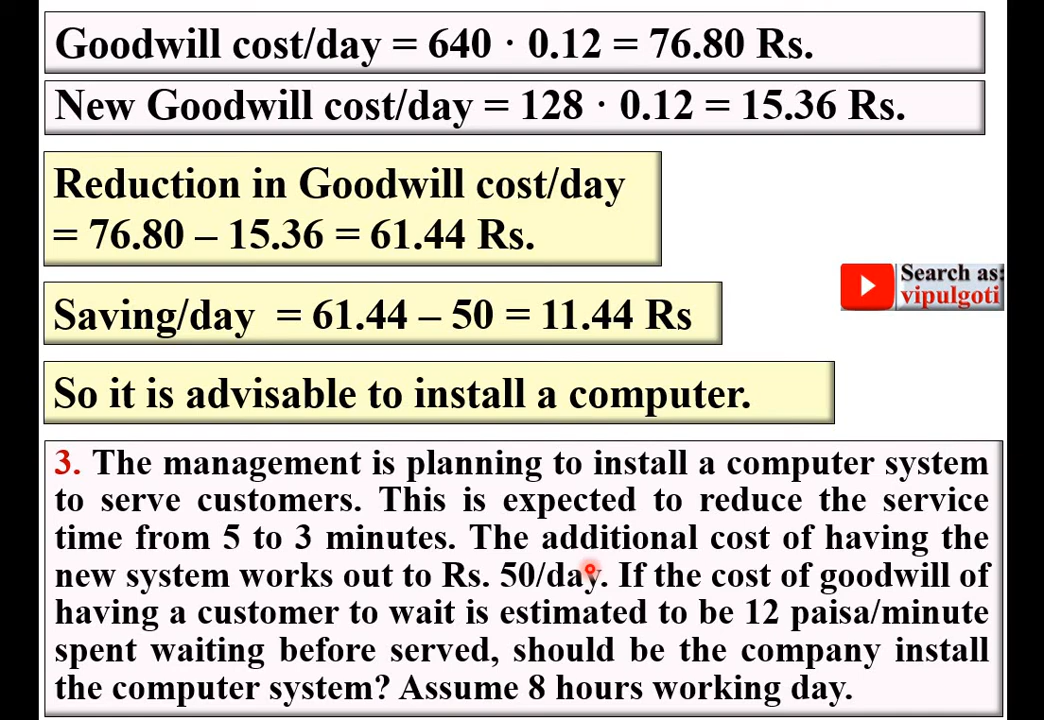 Goodwill cost/day = 640 · 0.12 = 76.80 Rs.
New Goodwill cost/day = 128 · 0.12 = 15.36 Rs.
Reduction in Goodwill cost/day
= 76.80 – 15.36 = 61.44 Rs.
Search as:
vipulgoti
Saving/day = 61.44 – 50 = 11.44 Rs
So it is advisable to install a computer.
3. The management is planning to install a computer system
to serve customers. This is expected to reduce the service
time from 5 to 3 minutes. The additional cost of having the
new system works out to Rs. 50/day. If the cost of goodwill of
having a customer to wait is estimated to be 12 paisa/minute
spent waiting before served, should be the company install
the computer system? Assume 8 hours working day.